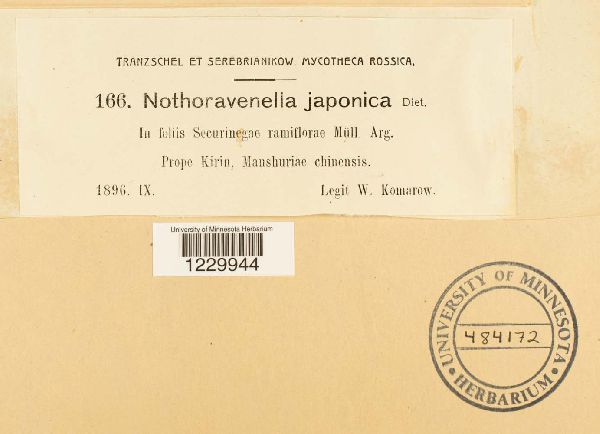 TRANZSCHEL ET SEREBRIANIKOW. MYCOTHECA ROSSICA.
166. Nothoravenelia japonica Diet.
In foliis Securinegae ramiflorae Müll. Arg.
Prope Kirin, Manshuriae chinensis.
1896. IX. Legit W. Komarow.
University of Minnesota Herbarium
1229944
UNIVERSITY OF MINNESOTA
484172
HERBARIUM